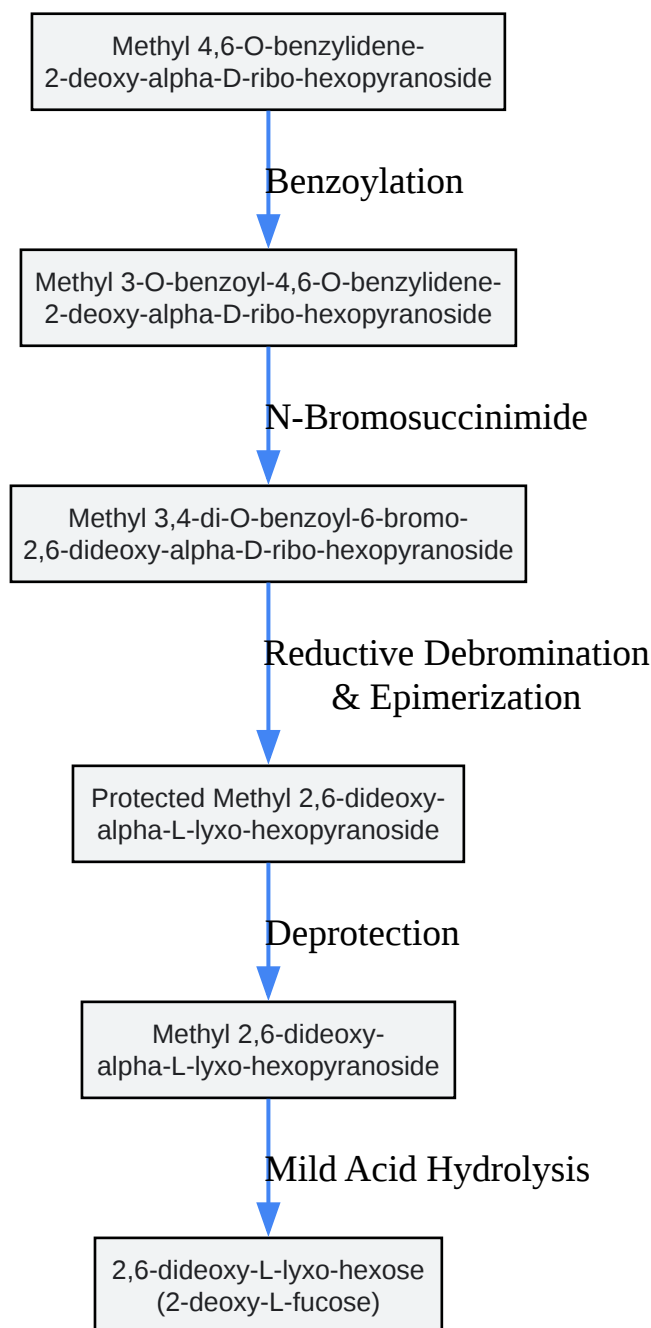 Methyl 4,6-O-benzylidene-
2-deoxy-alpha-D-ribo-hexopyranoside
Benzoylation
Methyl 3-O-benzoyl-4,6-O-benzylidene-
2-deoxy-alpha-D-ribo-hexopyranoside
N-Bromosuccinimide
Methyl 3,4-di-O-benzoyl-6-bromo-
2,6-dideoxy-alpha-D-ribo-hexopyranoside
Reductive Debromination
& Epimerization
Protected Methyl 2,6-dideoxy-
alpha-L-lyxo-hexopyranoside
Deprotection
Methyl 2,6-dideoxy-
alpha-L-lyxo-hexopyranoside
Mild Acid Hydrolysis
2,6-dideoxy-L-lyxo-hexose
(2-deoxy-L-fucose)